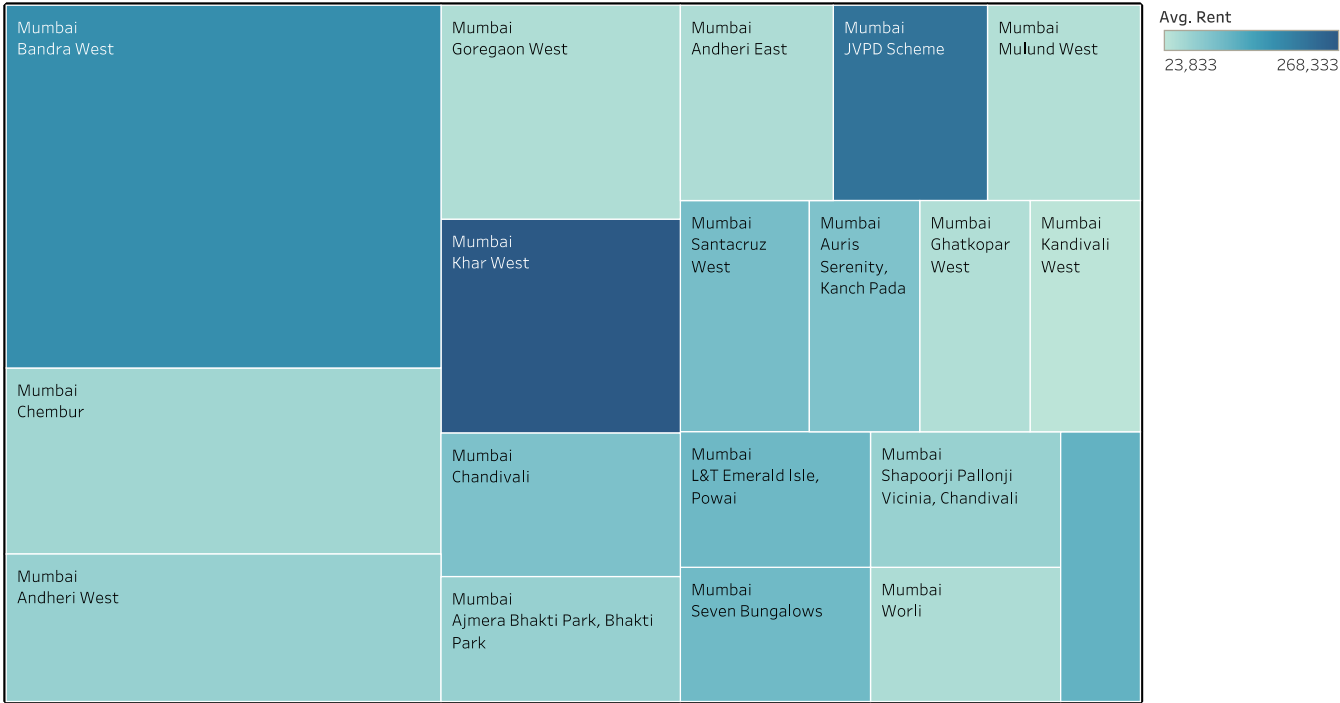 Mumbai
Bandra West
Mumbai
Chembur
Mumbai
Andheri West
Mumbai
Goregaon West
Mumbai
Khar West
Mumbai
Chandivali
Mumbai
Ajmera Bhakti Park, Bhakti
Park
Mumbai
Andheri East
Mumbai
JVPD Scheme
Mumbai
Mulund West
Mumbai
Santacruz
West
Mumbai
Auris
Serenity,
Kanch Pada
Mumbai
Ghatkopar
West
Mumbai
Kandivali
West
Mumbai
L&T Emerald Isle,
Powai
Mumbai
Shapoorji Pallonji
Vicinia, Chandivali
Mumbai
Seven Bungalows
Mumbai
Worli
Avg. Rent
23,833 268,333